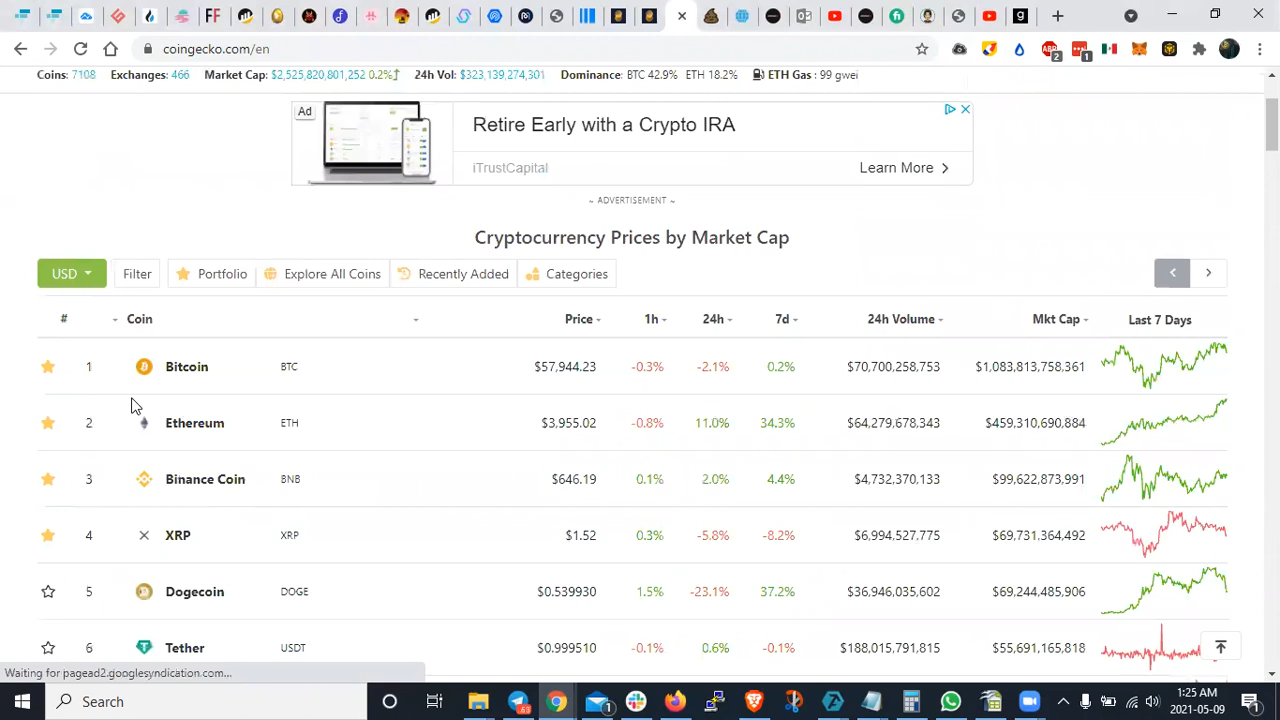 coingecko.com/en
Coins: 7108 Exchanges: 466 Market Cap: $2,525,820,801,252 0.2% 24h Vol: $323,139,274,301 Dominance: BTC 42.9% ETH 18.2% ETH Gas : 99 gwei
Ad
Retire Early with a Crypto IRA
iTrustCapital
Learn More
~ ADVERTISEMENT ~
Cryptocurrency Prices by Market Cap
USD Filter Portfolio Explore All Coins Recently Added Categories
# Coin Price 1h 24h 7d 24h Volume Mkt Cap Last 7 Days
1 Bitcoin BTC $57,944.23 -0.3% -2.1% 0.2% $70,700,258,753 $1,083,813,758,361
2 Ethereum ETH $3,955.02 -0.8% 11.0% 34.3% $64,279,678,343 $459,310,690,884
3 Binance Coin BNB $646.19 0.1% 2.0% 4.4% $4,732,370,133 $99,622,873,991
4 XRP XRP $1.52 0.3% -5.8% -8.2% $6,994,527,775 $69,731,364,492
5 Dogecoin DOGE $0.539930 1.5% -23.1% 37.2% $36,946,035,602 $69,244,485,906
6 Tether USDT $0.999510 -0.1% 0.6% -0.1% $188,017,791,815 $55,691,165,818
Waiting for pagead2.googlesyndication.com...
Search
1:25 AM
2021-05-09